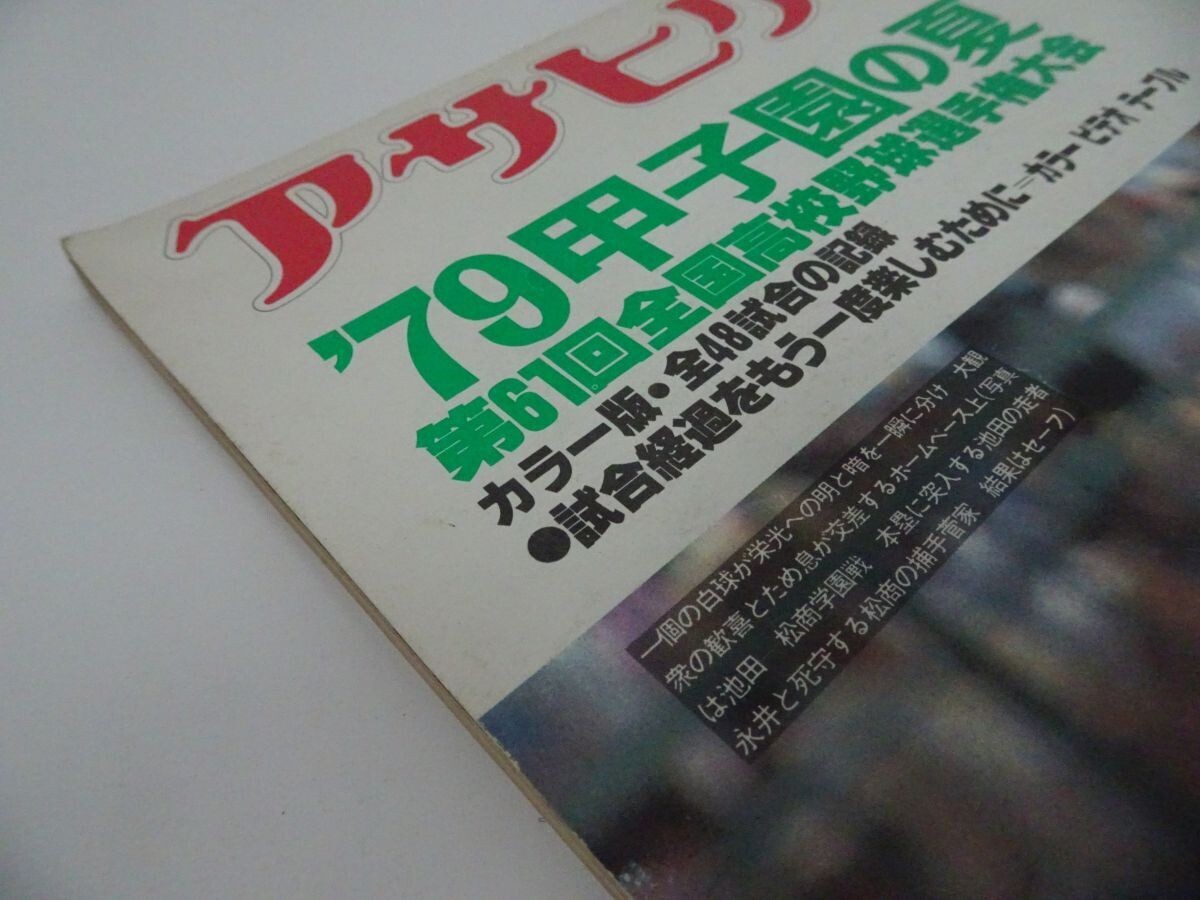 アサヒグ
'79甲子園の夏
第61回全国高校野球選手権大会
カラー版・全48試合の記録
●試合経過をもう一度楽しむために=カラー ビデオ テープル
一個の白球が栄光への明と暗を一瞬に分け 大観
衆の歓喜とため息が交差するホームベース上(写真
は池田 松商学園戦 本塁に突入する池田の走者
永井と死守する松商の捕手菅家 結果はセーフ)